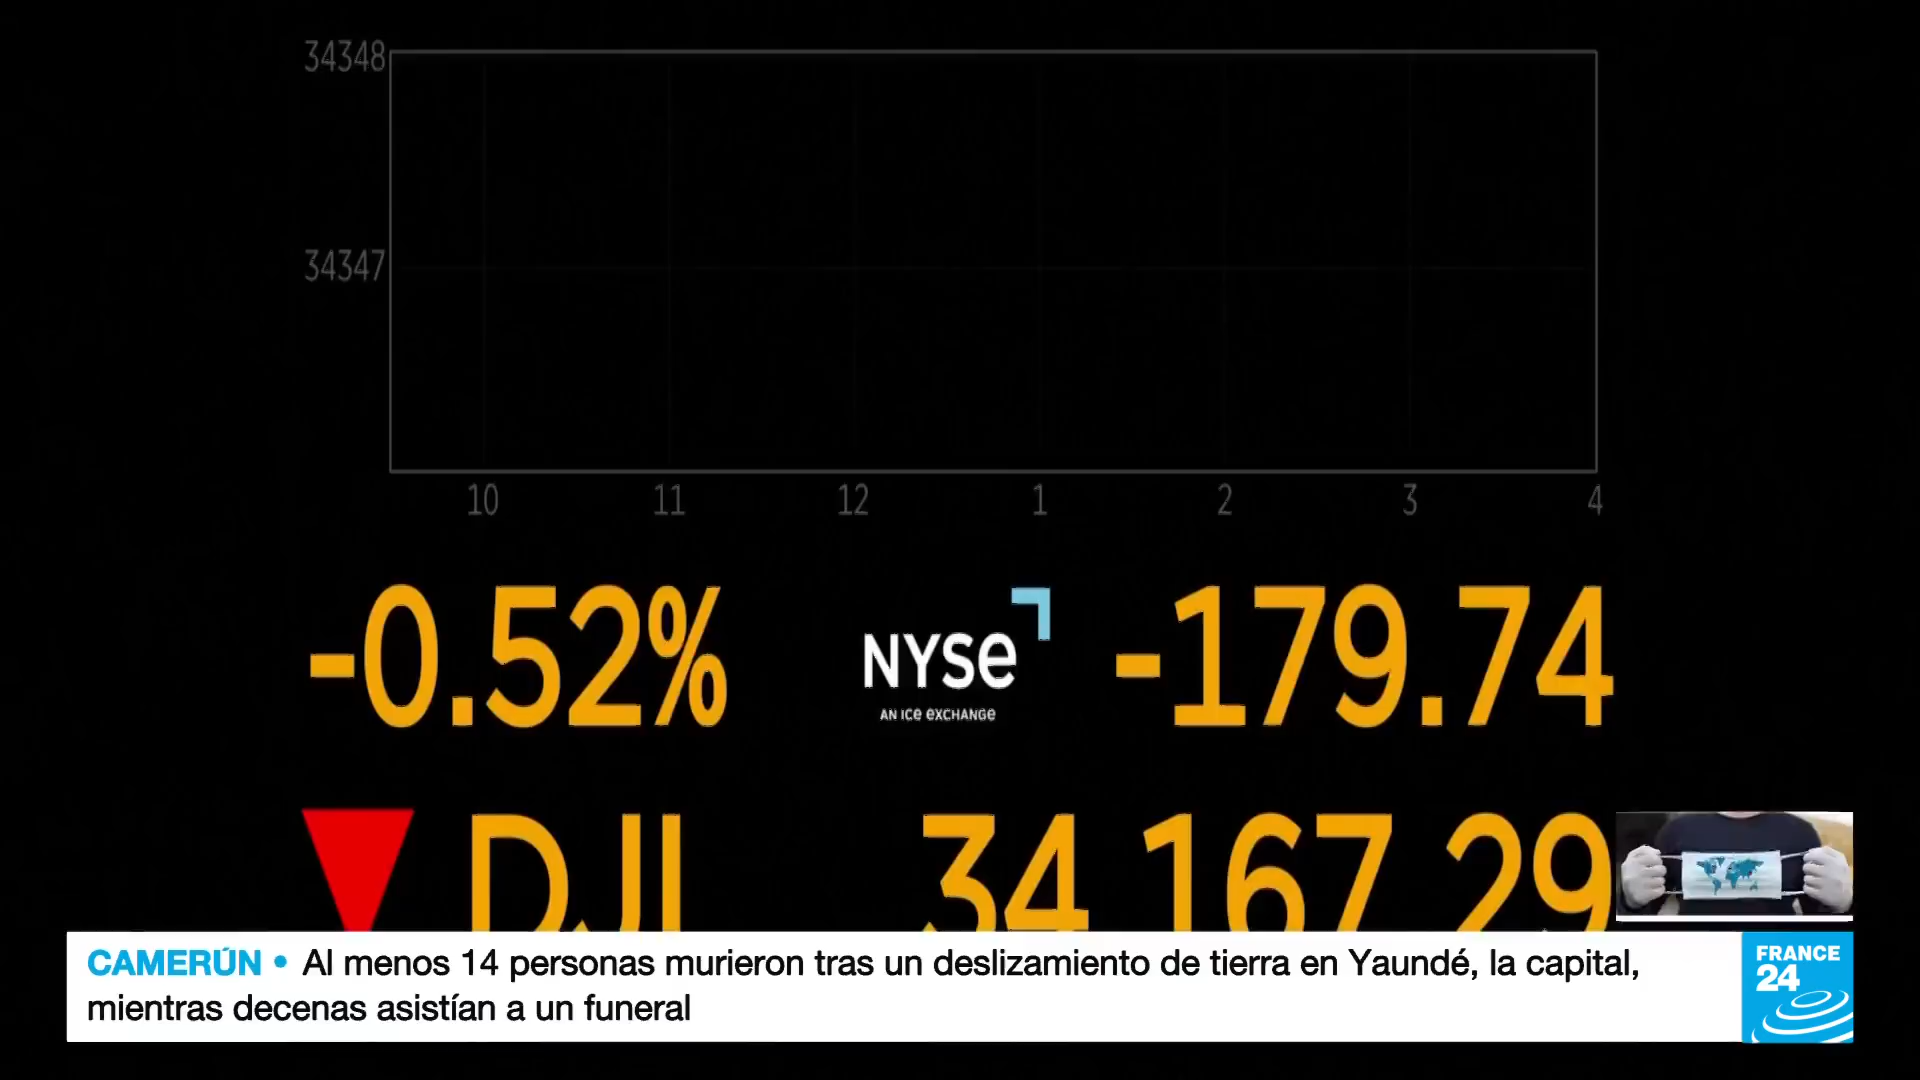 34348
34347
10 11 12 1 2 3 4
-0.52% NYSE -179.74
AN ICE EXCHANGE
DJI 34,167.29
CAMERÚN • Al menos 14 personas murieron tras un deslizamiento de tierra en Yaundé, la capital,
mientras decenas asistían a un funeral
FRANCE
24